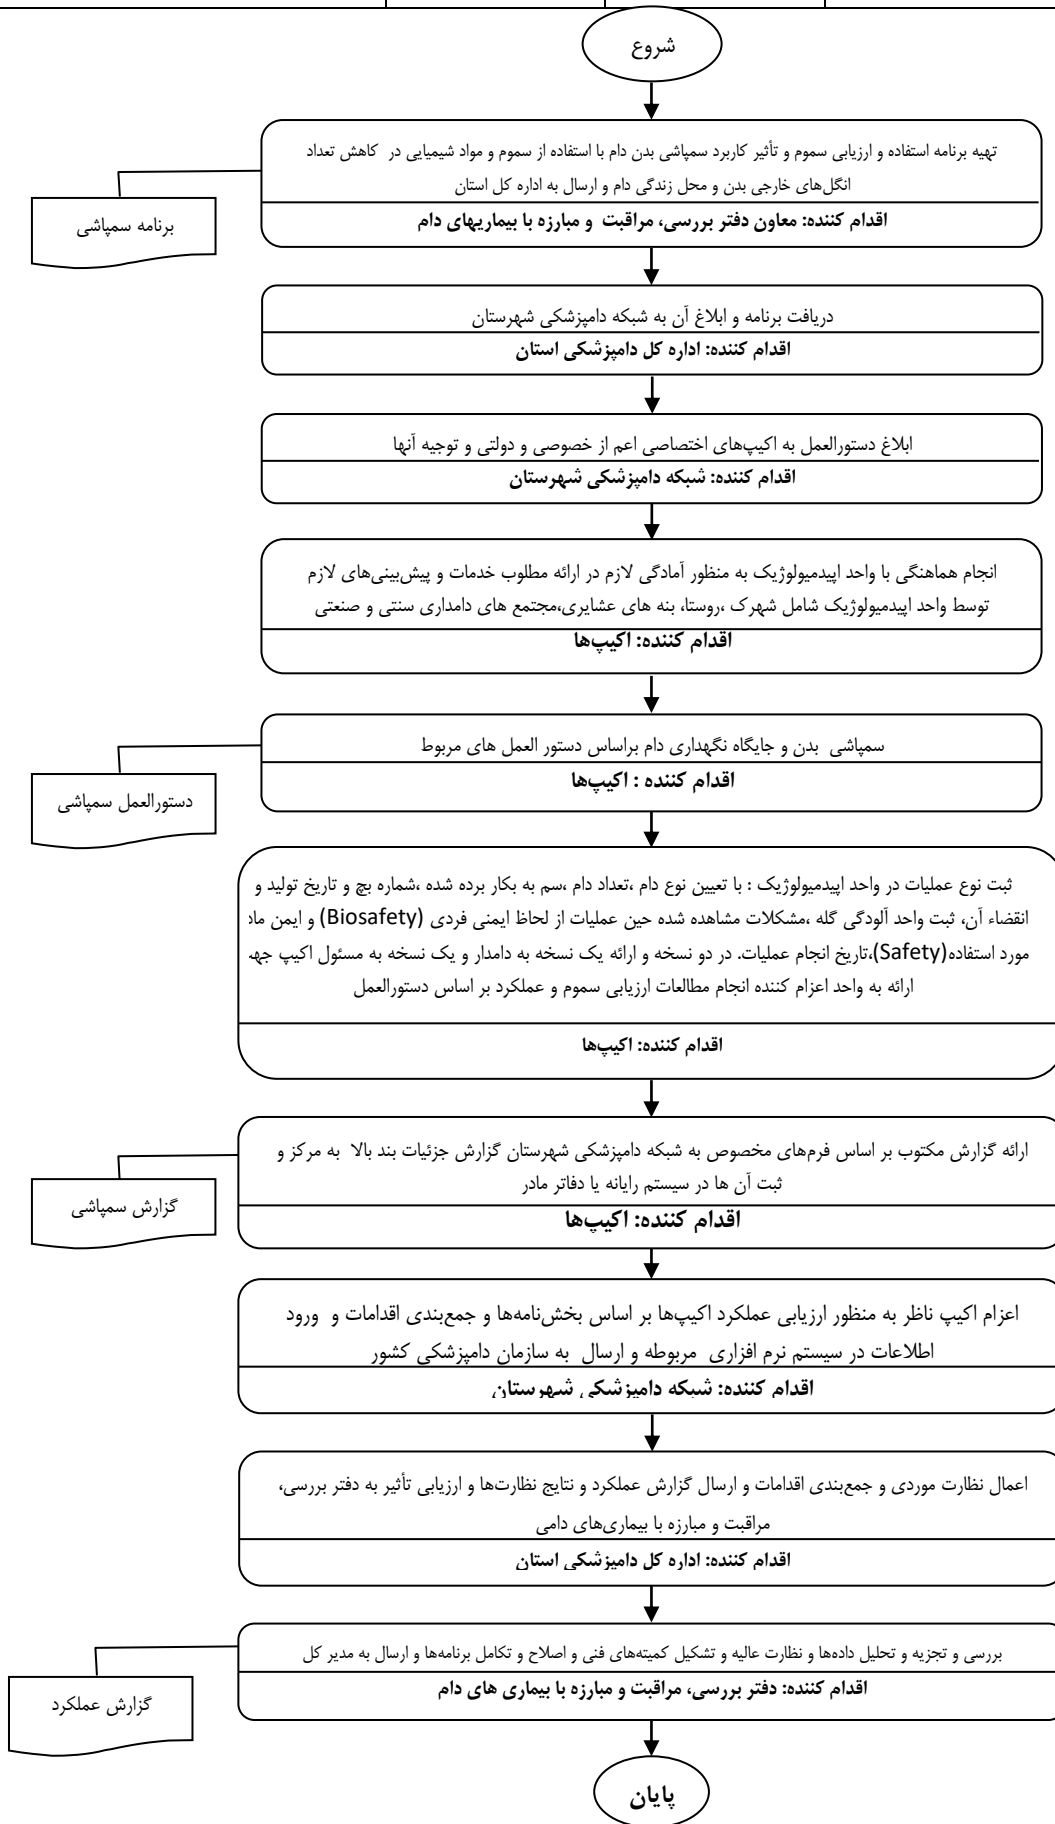 شروع
تهیه برنامه استفاده و ارزیابی سموم و تأثیر کاربرد سمپاشی بدن دام با استفاده از سموم و مواد شیمیایی در کاهش تعداد
انگل‌های خارجی بدن و محل زندگی دام و ارسال به اداره کل استان
اقدام کننده: معاون دفتر بررسی، مراقبت و مبارزه با بیماریهای دام
برنامه سمپاشی
دریافت برنامه و ابلاغ آن به شبکه دامپزشکی شهرستان
اقدام کننده: اداره کل دامپزشکی استان
ابلاغ دستورالعمل به اکیپ‌های اختصاصی اعم از خصوصی و دولتی و توجیه آنها
اقدام کننده: شبکه دامپزشکی شهرستان
انجام هماهنگی با واحد اپیدمیولوژیک به منظور آمادگی لازم در ارائه مطلوب خدمات و پیش‌بینی‌های لازم
توسط واحد اپیدمیولوژیک شامل شهرک ،روستا، بنه های عشایری،مجتمع های دامداری سنتی و صنعتی
اقدام کننده: اکیپ‌ها
سمپاشی بدن و جایگاه نگهداری دام براساس دستور العمل های مربوط
اقدام کننده : اکیپ‌ها
دستورالعمل سمپاشی
ثبت نوع عملیات در واحد اپیدمیولوژیک : با تعیین نوع دام ،تعداد دام ،سم به بکار برده شده ،شماره بچ و تاریخ تولید و
انقضاء آن، ثبت واحد آلودگی گله ،مشکلات مشاهده شده حین عملیات از لحاظ ایمنی فردی (Biosafety) و ایمن ماد
مورد استفاده(Safety)،تاریخ انجام عملیات. در دو نسخه و ارائه یک نسخه به دامدار و یک نسخه به مسئول اکیپ جهت
ارائه به واحد اعزام کننده انجام مطالعات ارزیابی سموم و عملکرد بر اساس دستورالعمل
اقدام کننده: اکیپ‌ها
ارائه گزارش مکتوب بر اساس فرم‌های مخصوص به شبکه دامپزشکی شهرستان گزارش جزئیات بند بالا به مرکز و
ثبت آن ها در سیستم رایانه یا دفاتر مادر
اقدام کننده: اکیپ‌ها
گزارش سمپاشی
اعزام اکیپ ناظر به منظور ارزیابی عملکرد اکیپ‌ها بر اساس بخش‌نامه‌ها و جمع‌بندی اقدامات و ورود
اطلاعات در سیستم نرم افزاری مربوطه و ارسال به سازمان دامپزشکی کشور
اقدام کننده: شبکه دامپزشکی شهرستان
اعمال نظارت موردی و جمع‌بندی اقدامات و ارسال گزارش عملکرد و نتایج نظارت‌ها و ارزیابی تأثیر به دفتر بررسی،
مراقبت و مبارزه با بیماری‌های دامی
اقدام کننده: اداره کل دامپزشکی استان
بررسی و تجزیه و تحلیل داده‌ها و نظارت عالیه و تشکیل کمیته‌های فنی و اصلاح و تکامل برنامه‌ها و ارسال به مدیر کل
اقدام کننده: دفتر بررسی، مراقبت و مبارزه با بیماری های دام
گزارش عملکرد
پایان